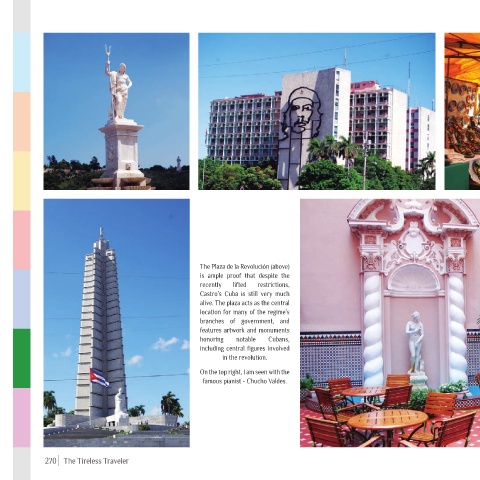 The Plaza de la Revolución (above)
is ample proof that despite the
recently lifted restrictions,
Castro's Cuba is still very much
alive. The plaza acts as the central
location for many of the regime's
branches of government, and
features artwork and monuments
honoring notable Cubans,
including central figures involved
in the revolution.
On the top right, I am seen with the
famous pianist – Chucho Valdes.
270 | The Tireless Traveler